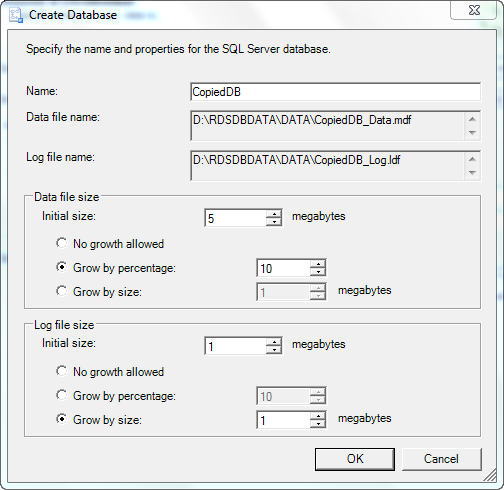 Create Database
Specify the name and properties for the SQL Server database.
Name: CopiedDB
Data file name: D:\RDSDBDATA\DATA\CopiedDB_Data.mdf
Log file name: D:\RDSDBDATA\DATA\CopiedDB_Log.ldf
Data file size
Initial size: 5 megabytes
No growth allowed
Grow by percentage: 10
Grow by size: 1 megabytes
Log file size
Initial size: 1 megabytes
No growth allowed
Grow by percentage: 10
Grow by size: 1 megabytes
OK Cancel